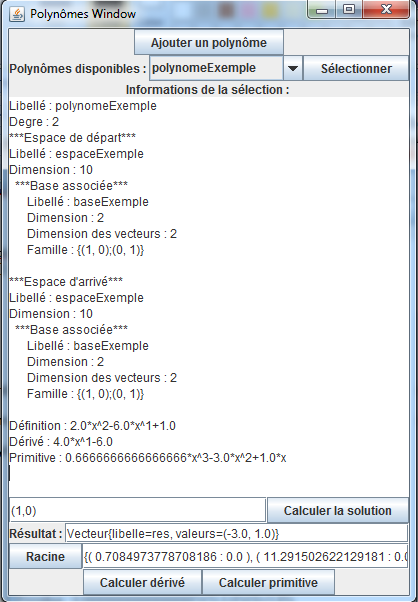 Polynômes Window
Ajouter un polynôme
Polynômes disponibles : polynomeExemple Sélectionner
Informations de la sélection :
Libellé : polynomeExemple
Degre : 2
***Espace de départ***
Libellé : espaceExemple
Dimension : 10
***Base associée***
Libellé : baseExemple
Dimension : 2
Dimension des vecteurs : 2
Famille : {(1, 0);(0, 1)}
***Espace d'arrivé***
Libellé : espaceExemple
Dimension : 10
***Base associée***
Libellé : baseExemple
Dimension : 2
Dimension des vecteurs : 2
Famille : {(1, 0);(0, 1)}
Définition : 2.0*x^2-6.0*x^1+1.0
Dérivé : 4.0*x^1-6.0
Primitive : 0.6666666666666666*x^3-3.0*x^2+1.0*x
(1,0) Calculer la solution
Résultat : Vecteur{libelle=res, valeurs=(-3.0, 1.0)}
Racine {( 0.7084973778708186 : 0.0 ), ( 11.291502622129181 : 0.0
Calculer dérivé Calculer primitive